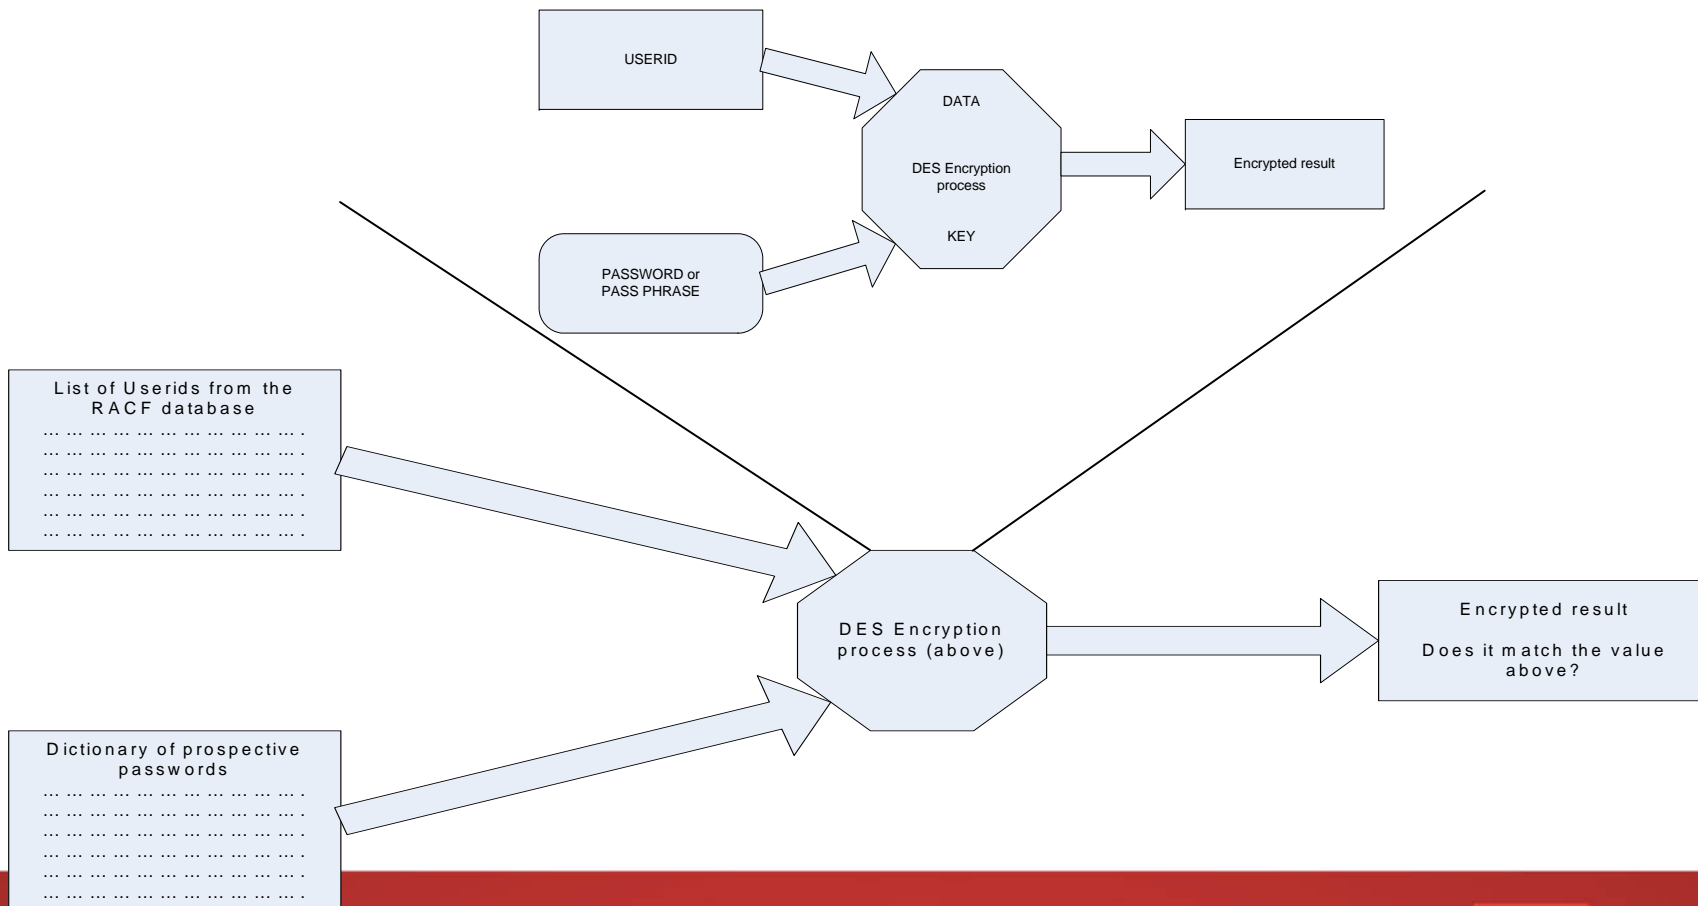 USERID
DATA
DES Encryption
process
KEY
Encrypted result
PASSWORD or
PASS PHRASE
List of Userids from the
RACF database
... ... ... ... ... ... ... ... ... ... ... .
... ... ... ... ... ... ... ... ... ... ... .
... ... ... ... ... ... ... ... ... ... ... .
... ... ... ... ... ... ... ... ... ... ... .
... ... ... ... ... ... ... ... ... ... ... .
... ... ... ... ... ... ... ... ... ... ... .
DES Encryption
process (above)
Encrypted result
Does it match the value
above?
Dictionary of prospective
passwords
... ... ... ... ... ... ... ... ... ... ... .
... ... ... ... ... ... ... ... ... ... ... .
... ... ... ... ... ... ... ... ... ... ... .
... ... ... ... ... ... ... ... ... ... ... .
... ... ... ... ... ... ... ... ... ... ... .
... ... ... ... ... ... ... ... ... ... ... .